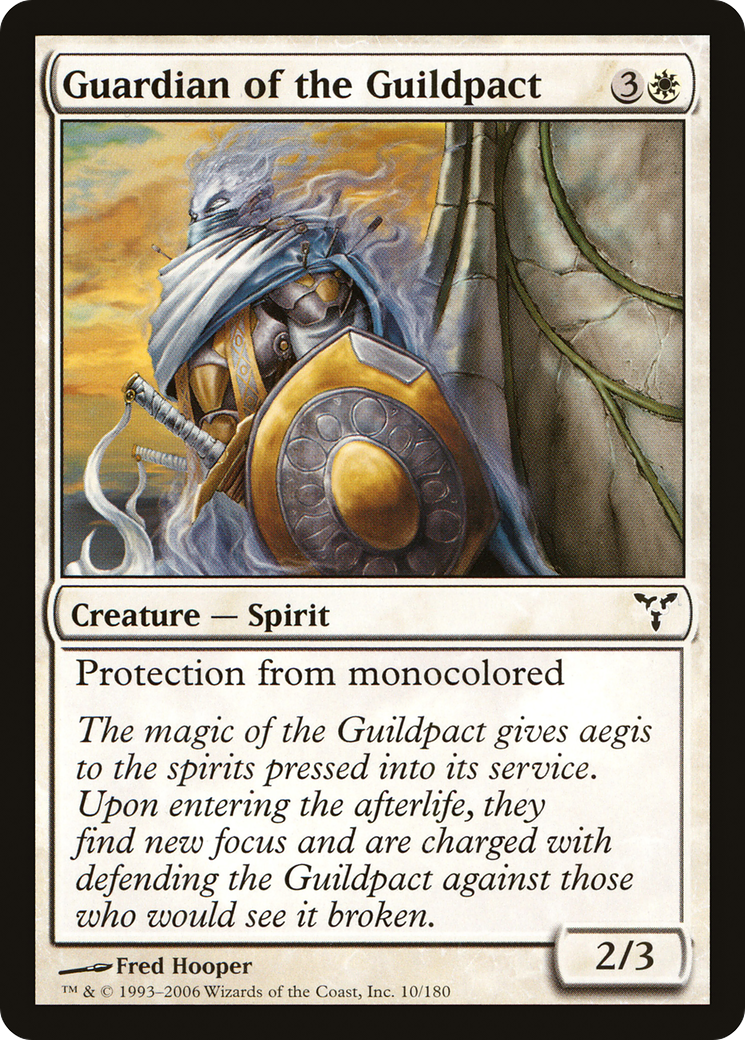 Guardian of the Guildpact 3
Creature — Spirit
Protection from monocolored
The magic of the Guildpact gives aegis
to the spirits pressed into its service.
Upon entering the afterlife, they
find new focus and are charged with
defending the Guildpact against those
who would see it broken.
2/3
Fred Hooper
™ & © 1993–2006 Wizards of the Coast, Inc. 10/180